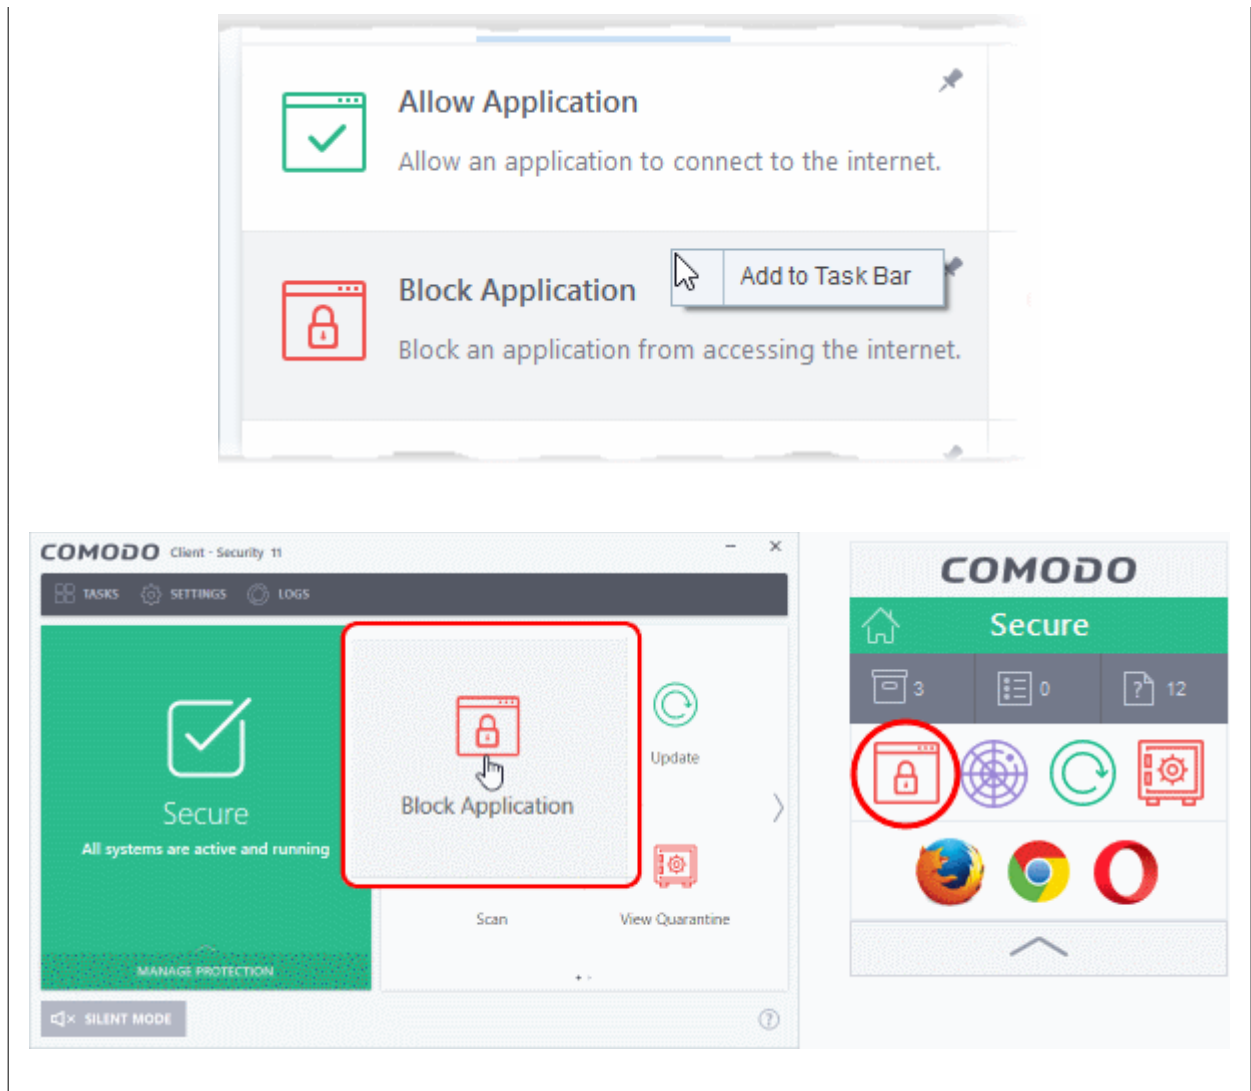 Allow Application
Allow an application to connect to the internet.
Block Application
Add to Task Bar
Block an application from accessing the internet.
COMODO Client - Security 11
TASKS SETTINGS LOGS
Block Application
Update
Secure
All systems are active and running
Scan
View Quarantine
MANAGE PROTECTION
SILENT MODE
?
COMODO
Secure
3 0 ? 12